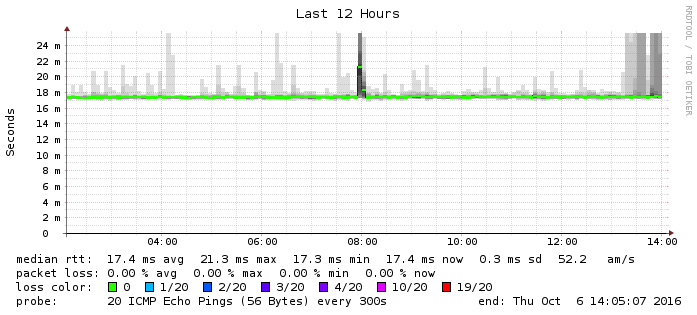 Last 12 Hours
RRDTOOL / TOBI OETIKER
Seconds
24 m
22 m
20 m
18 m
16 m
14 m
12 m
10 m
8 m
6 m
4 m
2 m
0
04:00 06:00 08:00 10:00 12:00 14:00
median rtt: 17.4 ms avg 21.3 ms max 17.3 ms min 17.4 ms now 0.3 ms sd 52.2 am/s
packet loss: 0.00 % avg 0.00 % max 0.00 % min 0.00 % now
loss color: 0 1/20 2/20 3/20 4/20 10/20 19/20
probe: 20 ICMP Echo Pings (56 Bytes) every 300s end: Thu Oct 6 14:05:07 2016